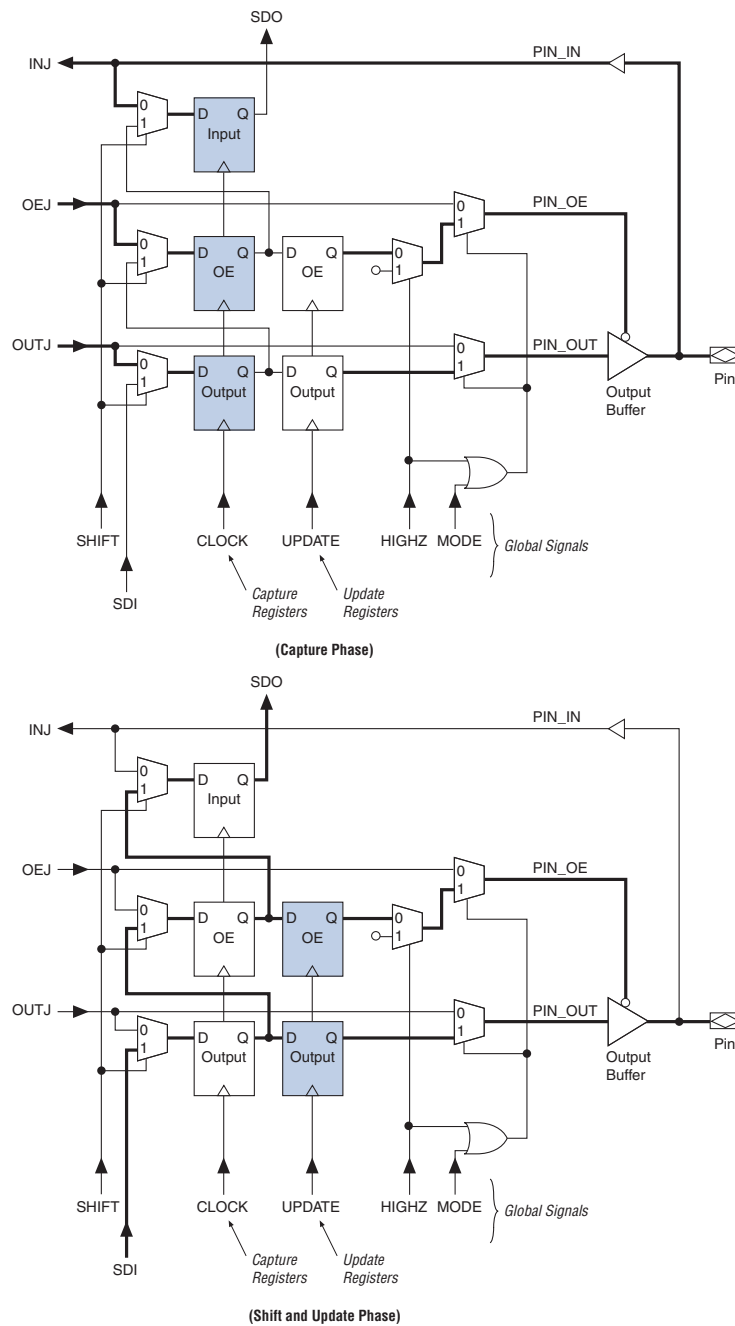 SDO
INJ
PIN_IN
0
1
D Q
Input
OEJ
0
1
PIN_OE
0
1
D Q
OE
D Q
OE
0
1
OUTJ
0
1
PIN_OUT
0
1
D Q
Output
D Q
Output
Pin
Output
Buffer
SHIFT
CLOCK
UPDATE
HIGHZ
MODE
Global Signals
SDI
Capture
Registers
Update
Registers
(Capture Phase)
SDO
INJ
PIN_IN
0
1
D Q
Input
OEJ
0
1
PIN_OE
0
1
D Q
OE
D Q
OE
0
1
OUTJ
0
1
PIN_OUT
0
1
D Q
Output
D Q
Output
Pin
Output
Buffer
SHIFT
CLOCK
UPDATE
HIGHZ
MODE
Global Signals
SDI
Capture
Registers
Update
Registers
(Shift and Update Phase)